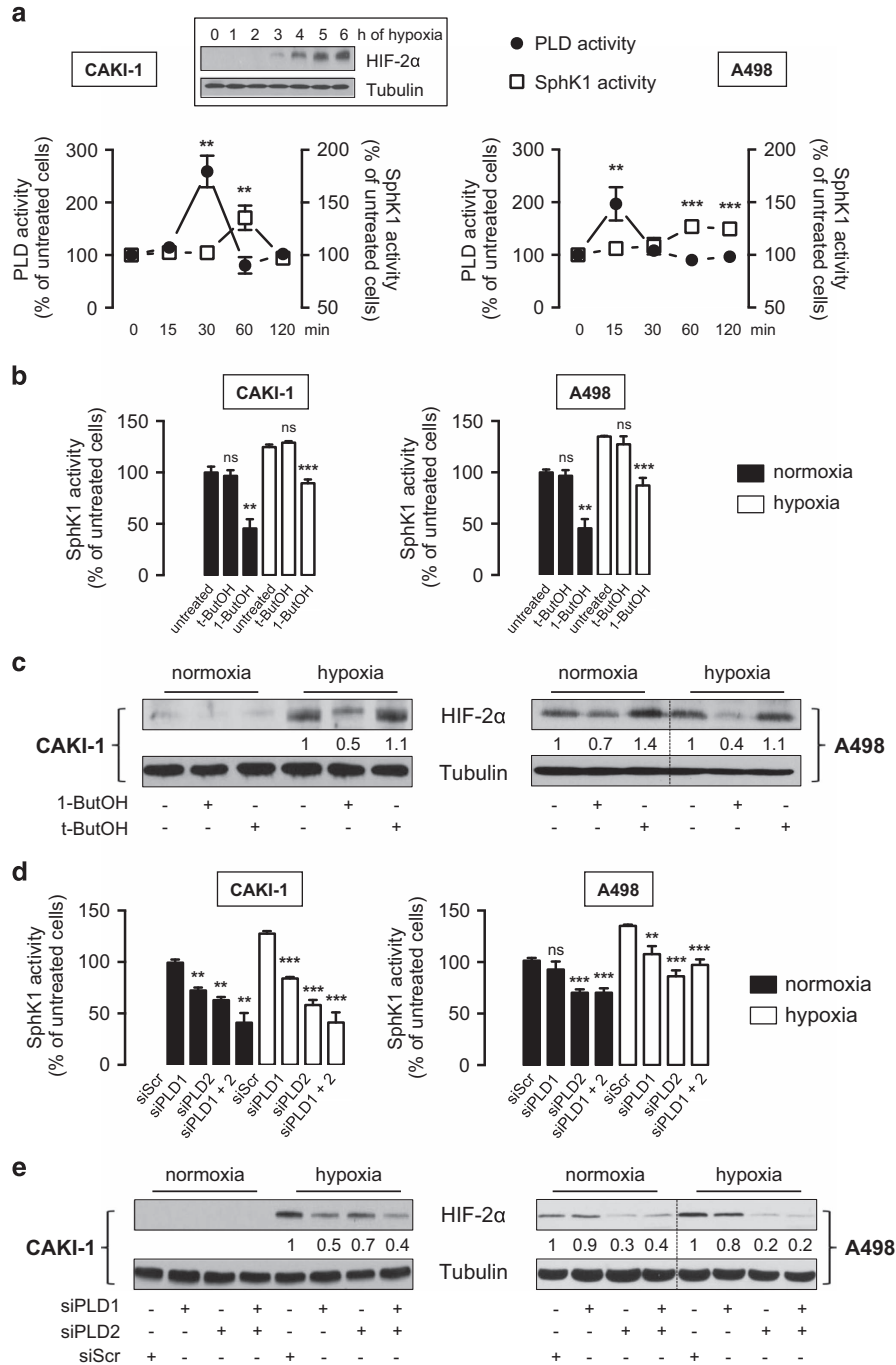 a
0 1 2 3 4 5 6 h of hypoxia
HIF-2α
Tubulin
CAKI-1
PLD activity
SphK1 activity
A498
PLD activity
(% of untreated cells)
300
200
100
0
**
**
200
150
100
50
SphK1 activity
(% of untreated cells)
0 15 30 60 120 min
PLD activity
(% of untreated cells)
300
200
100
0
**
*** ***
200
150
100
50
SphK1 activity
(% of untreated cells)
0 15 30 60 120 min
b
CAKI-1
SphK1 activity
(% of untreated cells)
150
100
50
0
ns
**
ns
***
untreated
t-ButOH
1-ButOH
untreated
t-ButOH
1-ButOH
A498
SphK1 activity
(% of untreated cells)
150
100
50
0
ns
**
ns
***
untreated
t-ButOH
1-ButOH
untreated
t-ButOH
1-ButOH
normoxia
hypoxia
c
normoxia hypoxia
normoxia hypoxia
HIF-2α
CAKI-1
1 0.5 1.1
1 0.7 1.4 1 0.4 1.1
A498
Tubulin
1-ButOH - + - - + - - + - - + -
t-ButOH - - + - - + - - + - - +
d
CAKI-1
SphK1 activity
(% of untreated cells)
150
100
50
0
**
**
**
***
***
***
siScr
siPLD1
siPLD2
siPLD1 + 2
siScr
siPLD1
siPLD2
siPLD1 + 2
A498
SphK1 activity
(% of untreated cells)
150
100
50
0
ns
***
***
**
***
***
siScr
siPLD1
siPLD2
siPLD1 + 2
siScr
siPLD1
siPLD2
siPLD1 + 2
normoxia
hypoxia
e
normoxia hypoxia
normoxia hypoxia
HIF-2α
CAKI-1
1 0.5 0.7 0.4
1 0.9 0.3 0.4 1 0.8 0.2 0.2
A498
Tubulin
siPLD1 - + - + - + - + - + - + - + - +
siPLD2 - - + + - - + + - - + + - - + +
siScr + - - - + - - - + - - - + - - -